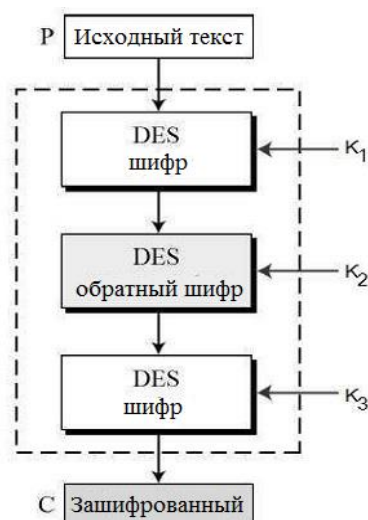 P Исходный текст
DES
шифр
K1
DES
обратный шифр
K2
DES
шифр
K3
C Зашифрованный